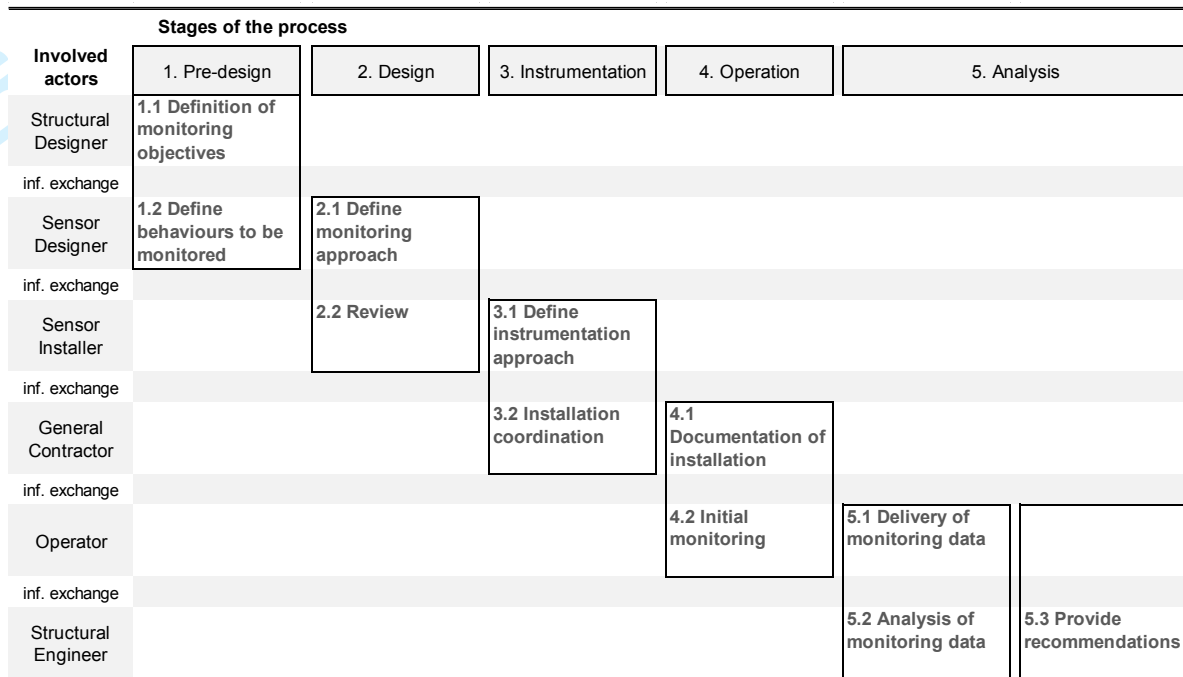 Stages of the process
Involved
actors
1. Pre-design
2. Design
3. Instrumentation
4. Operation
5. Analysis
Structural
Designer
1.1 Definition of
monitoring
objectives
inf. exchange
Sensor
Designer
1.2 Define
behaviours to be
monitored
2.1 Define
monitoring
approach
inf. exchange
Sensor
Installer
2.2 Review
3.1 Define
instrumentation
approach
inf. exchange
General
Contractor
3.2 Installation
coordination
4.1
Documentation of
installation
inf. exchange
Operator
4.2 Initial
monitoring
5.1 Delivery of
monitoring data
inf. exchange
Structural
Engineer
5.2 Analysis of
monitoring data
5.3 Provide
recommendations